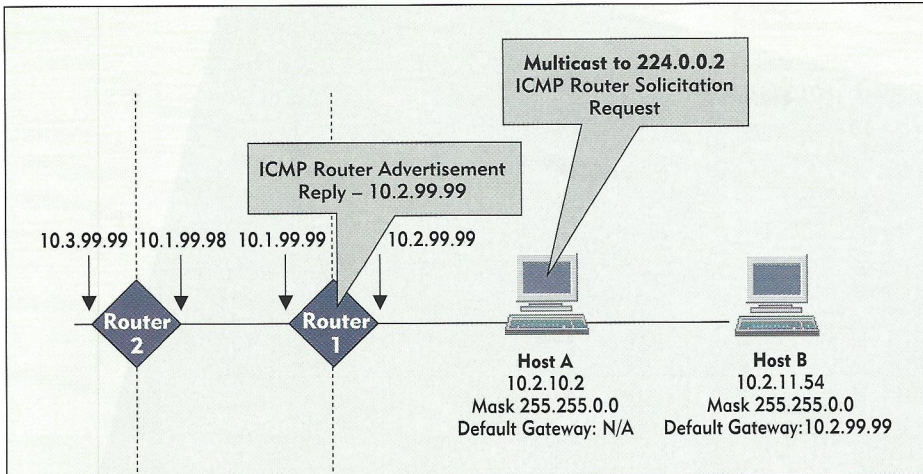 Multicast to 224.0.0.2
ICMP Router Solicitation
Request
ICMP Router Advertisement
Reply – 10.2.99.99
10.3.99.99
10.1.99.98
10.1.99.99
10.2.99.99
Router
2
Router
1
Host A
10.2.10.2
Mask 255.255.0.0
Default Gateway: N/A
Host B
10.2.11.54
Mask 255.255.0.0
Default Gateway:10.2.99.99